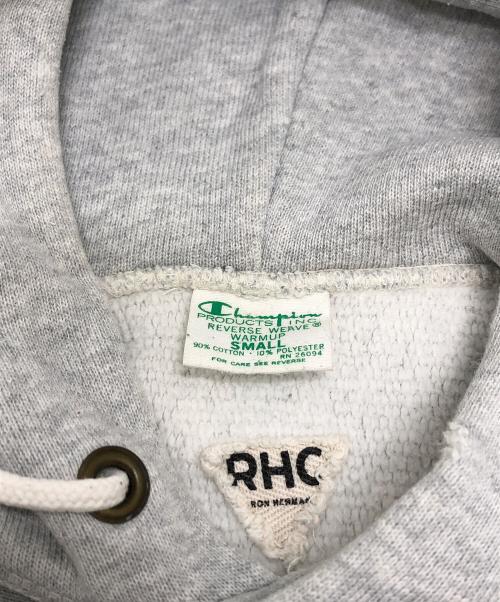 Champion
PRODUCTS INC.
REVERSE WEAVE®
WARMUP
SMALL
90% COTTON · 10% POLYESTER
RN 26094
FOR CARE SEE REVERSE
RHC
RON HERMAN